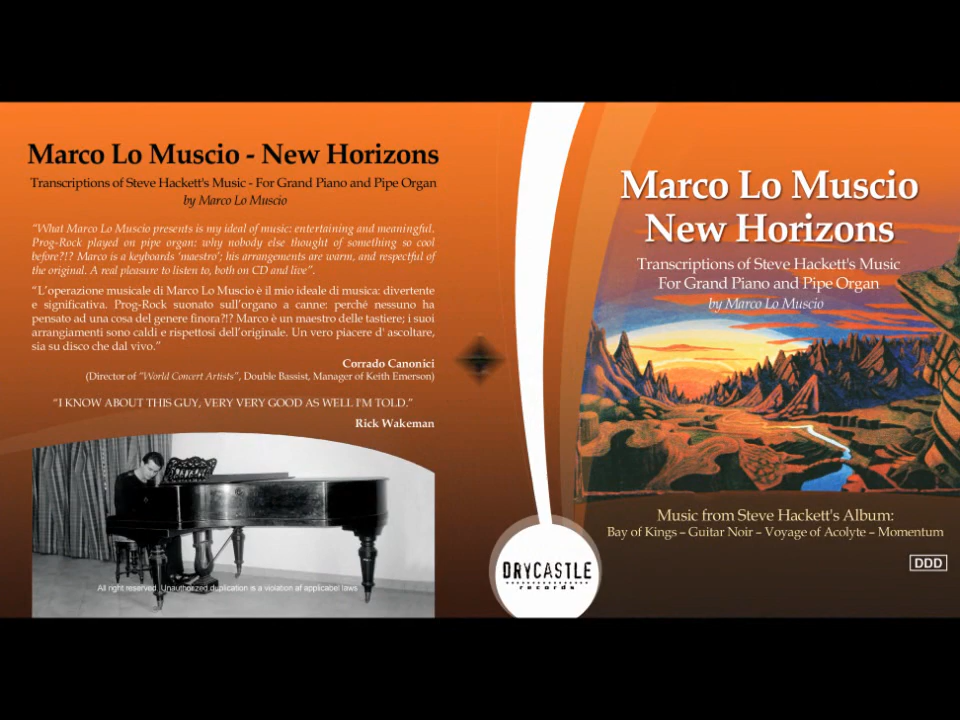 Marco Lo Muscio - New Horizons
Transcriptions of Steve Hackett's Music - For Grand Piano and Pipe Organ
by Marco Lo Muscio
“What Marco Lo Muscio presents is my ideal of music: entertaining and meaningful.
Prog-Rock played on pipe organ: why nobody else thought of something so cool
before?!? Marco is a keyboards ‘maestro’; his arrangements are warm, and respectful of
the original. A real pleasure to listen to, both on CD and live”.
“L’operazione musicale di Marco Lo Muscio è il mio ideale di musica: divertente
e significativa. Prog-Rock suonato sull’organo a canne: perché nessuno ha
pensato ad una cosa del genere finora?!? Marco è un maestro delle tastiere; i suoi
arrangiamenti sono caldi e rispettosi dell’originale. Un vero piacere d' ascoltare,
sia su disco che dal vivo.”
Corrado Canonici
(Director of “World Concert Artists”, Double Bassist, Manager of Keith Emerson)
“I KNOW ABOUT THIS GUY, VERY VERY GOOD AS WELL I'M TOLD.”
Rick Wakeman
All right reserved. Unauthorized duplication is a violation af applicabel laws
DRYCASTLE
records
Marco Lo Muscio
New Horizons
Transcriptions of Steve Hackett's Music
For Grand Piano and Pipe Organ
by Marco Lo Muscio
Music from Steve Hackett's Album:
Bay of Kings – Guitar Noir – Voyage of Acolyte – Momentum
DDD